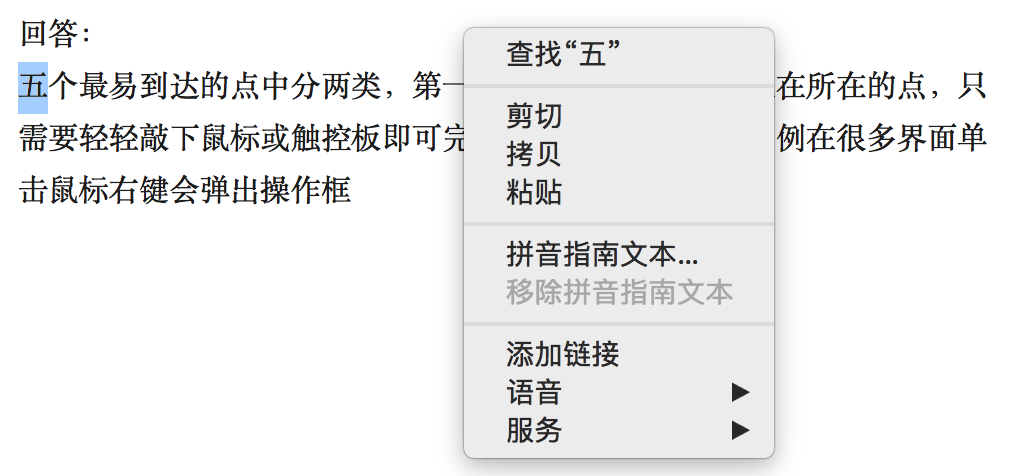 回答：
五个最易到达的点中分两类，第一
在所在的点，只
需要轻轻敲下鼠标或触控板即可完
例在很多界面单
击鼠标右键会弹出操作框
查找“五”
剪切
拷贝
粘贴
拼音指南文本...
移除拼音指南文本
添加链接
语音
服务